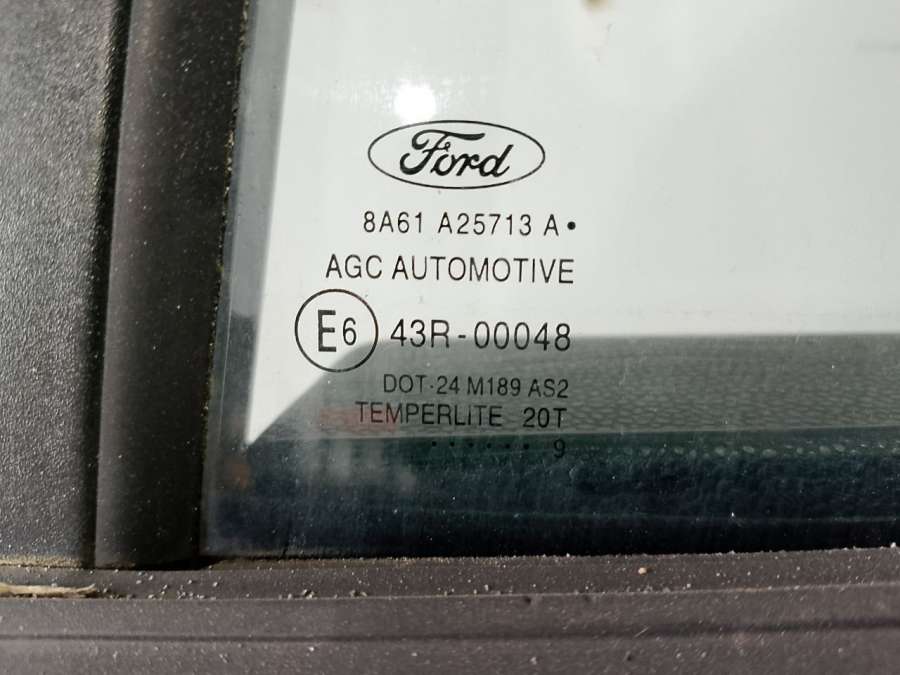 Ford
8A61 A25713 A•
AGC AUTOMOTIVE
E6 43R-00048
DOT·24 M189 AS2
TEMPERLITE 20T
. . . . . . . 9